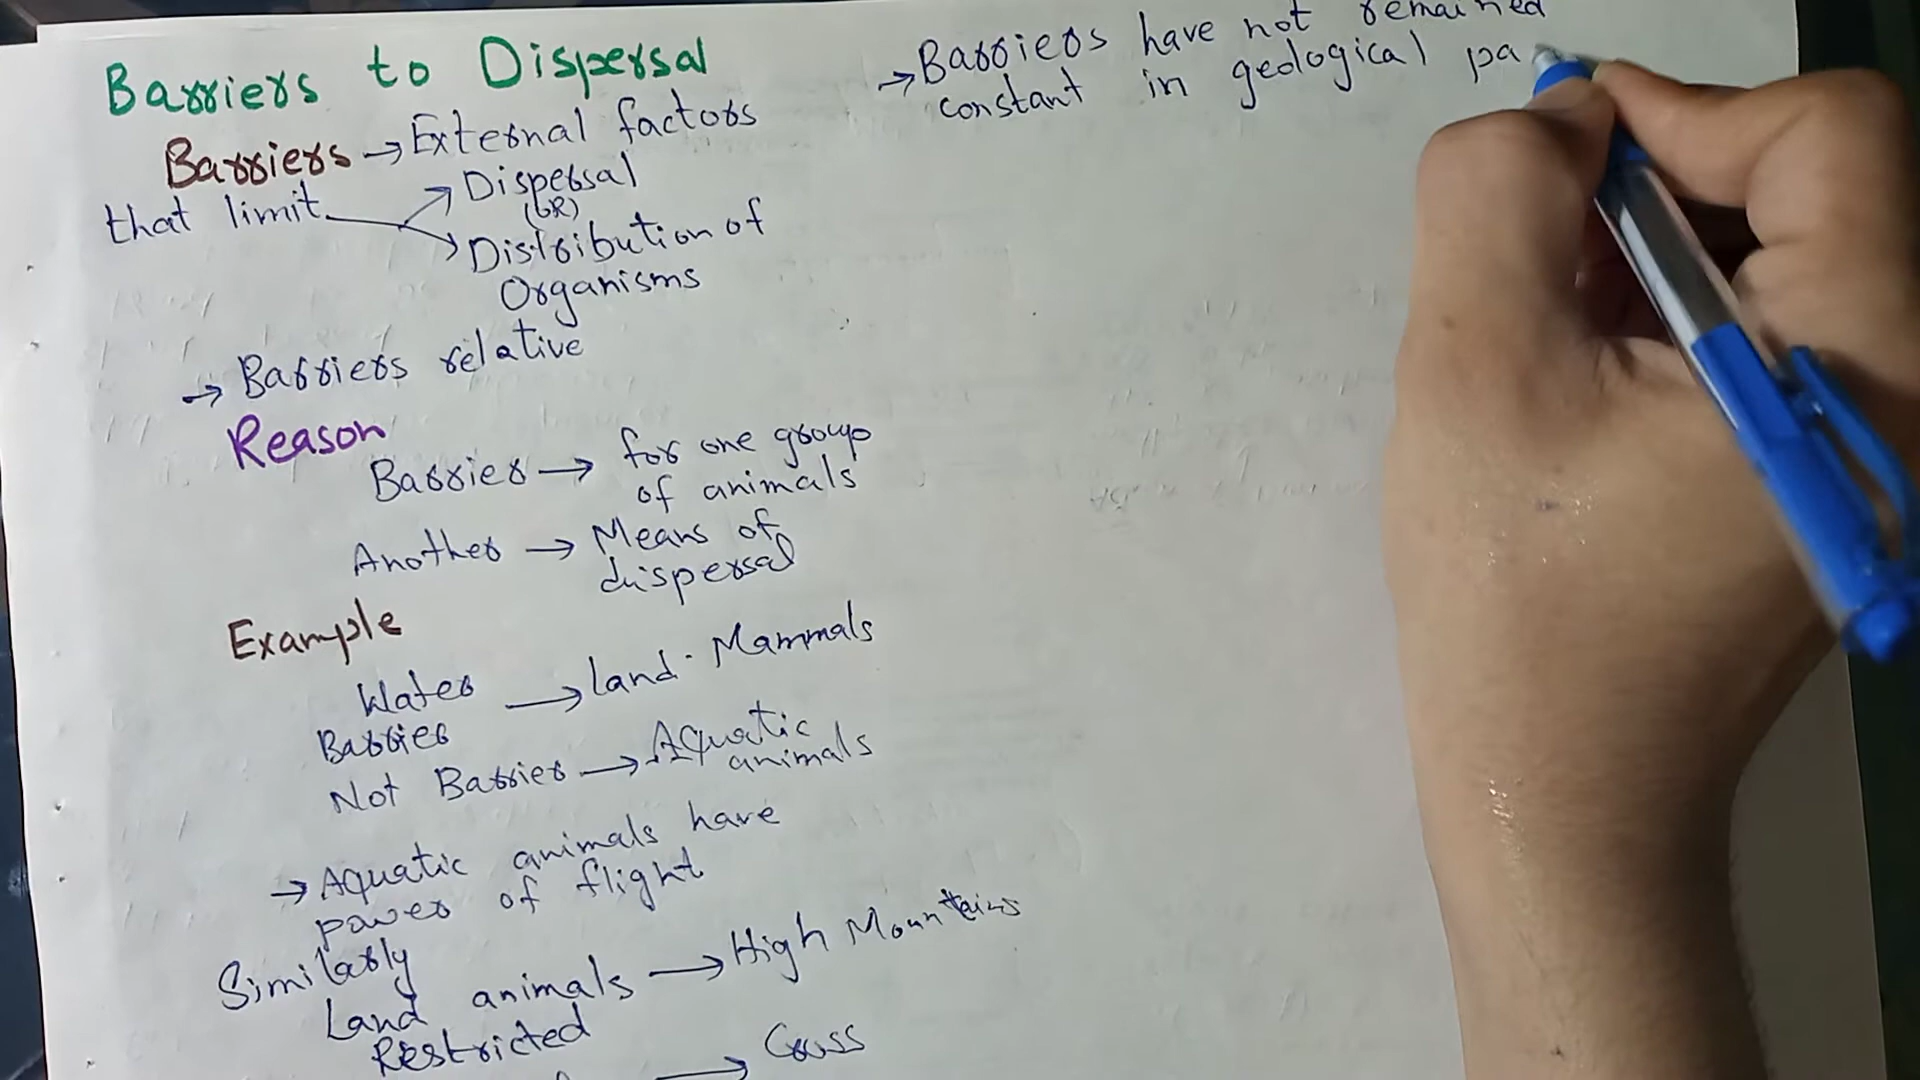 Barriers to Dispersal
Barriers → External factors
that limit → Dispersal
(OR)
→ Distribution of
Organisms
→ Barriers relative
Reason
Barrier → for one group
of animals
Another → Means of
dispersal
Example
Water → Land Mammals
Barrier
Not Barrier → Aquatic
animals
→ Aquatic animals have
power of flight
Similarly
Land animals → High Mountains
Restricted
→ Cross
→ Barriers have not remained
constant in geological pa